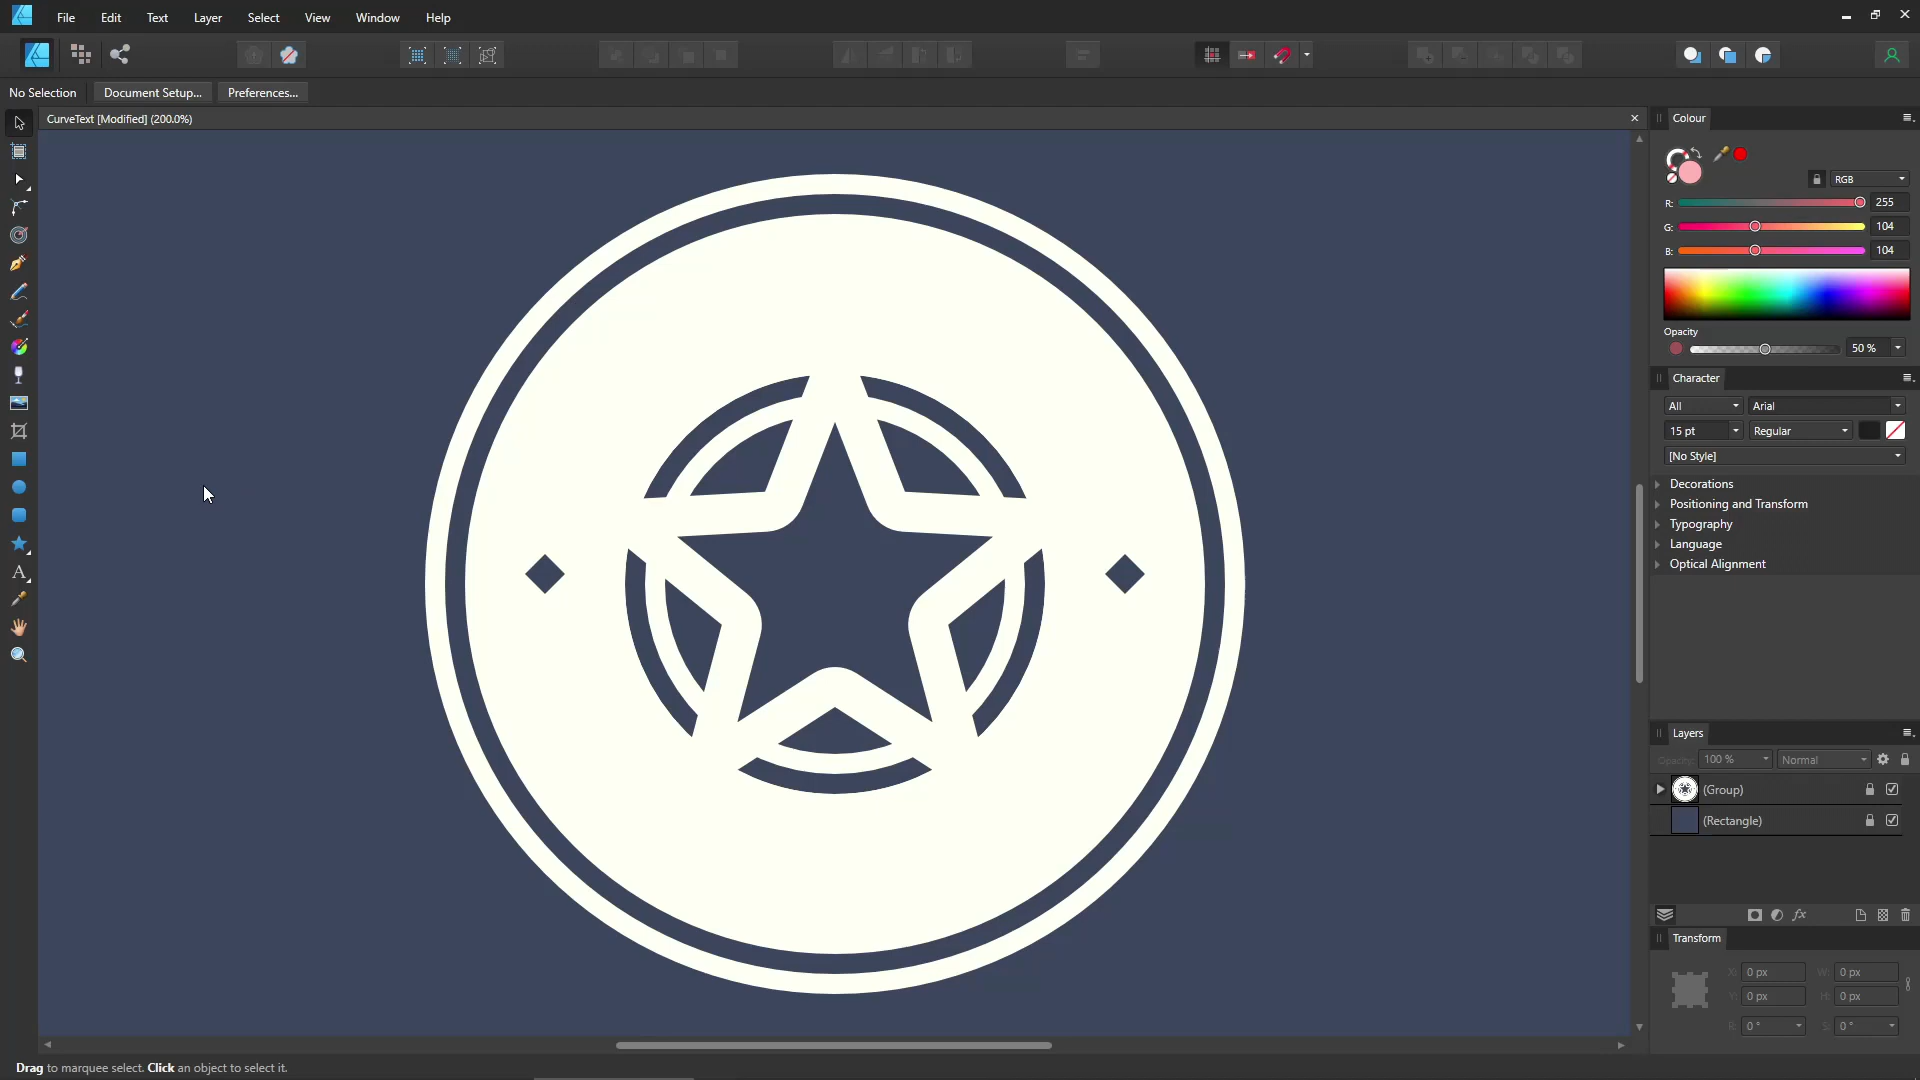 File Edit Text Layer Select View Window Help
No Selection Document Setup... Preferences...
CurveText [Modified] (200.0%)
Colour
RGB
R: 255
G: 104
B: 104
Opacity
50 %
Character
All Arial
15 pt Regular
[No Style]
Decorations
Positioning and Transform
Typography
Language
Optical Alignment
Layers
Opacity: 100 % Normal
(Group)
(Rectangle)
Transform
X: 0 px W: 0 px
Y: 0 px H: 0 px
R: 0 ° S: 0 °
Drag to marquee select. Click an object to select it.